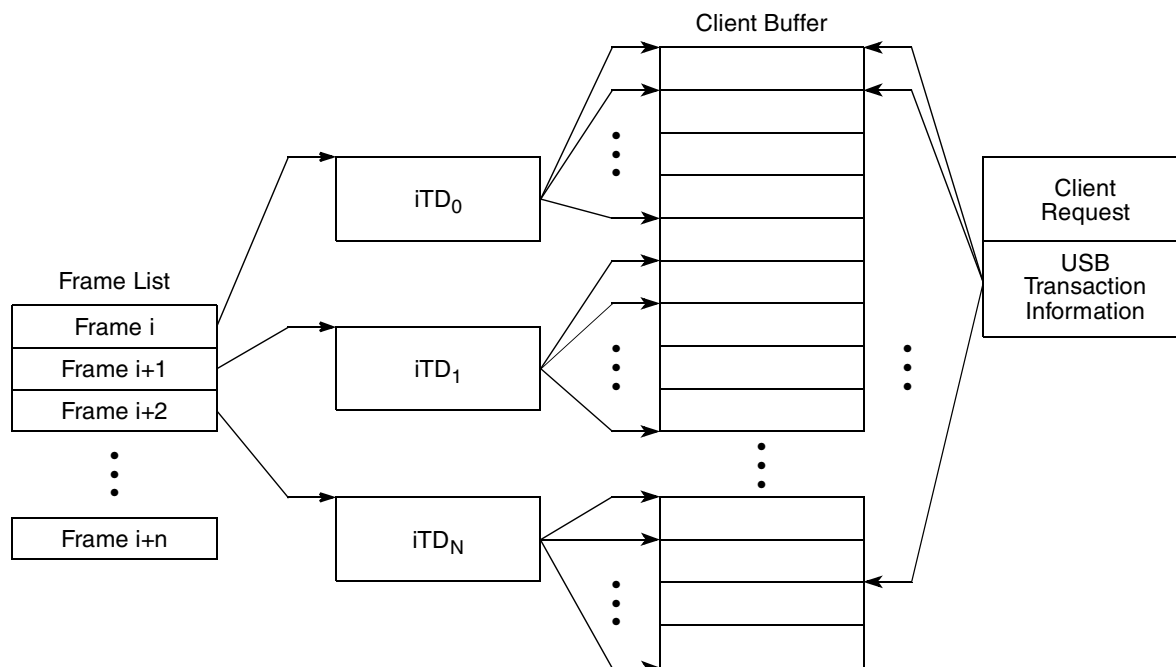 Client Buffer
iTD0
Client
Request
USB
Transaction
Information
Frame List
Frame i
Frame i+1
Frame i+2
Frame i+n
iTD1
iTDN